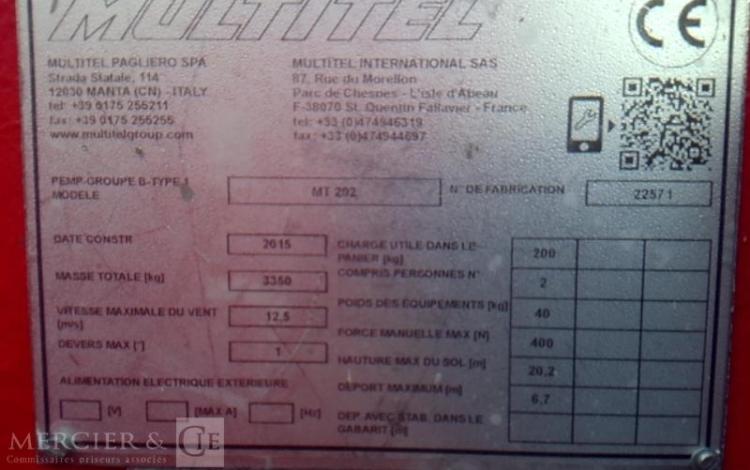 MULTITEL
CE
MULTITEL PAGLIERO SPA
Strada Statale, 114
12030 MANTA (CN) - ITALY
tel: +39 0175 255211
fax: +39 0175 255255
www.multitelgroup.com
MULTITEL INTERNATIONAL SAS
87, Rue du Morellon
Parc de Chesnes - L'isle d'Abeau
F-38070 St. Quentin Fallavier - France
tel: +33 (0)474946319
fax: +33 (0)474944697
PEMP-GROUPE B-TYPE 1
MODELE
MT 202
N° DE FABRICATION
22571
DATE CONSTR
2015
MASSE TOTALE [kg]
3350
VITESSE MAXIMALE DU VENT
[m/s]
12,5
DEVERS MAX [°]
1
ALIMENTATION ELECTRIQUE EXTERIEURE
[V]
[MAX A]
[Hz]
CHARGE UTILE DANS LE
PANIER [kg]
200
COMPRIS PERSONNES N°
2
POIDS DES ÉQUIPEMENTS [kg]
40
FORCE MANUELLE MAX [N]
400
HAUTURE MAX DU SOL [m]
20,2
DEPORT MAXIMUM [m]
6,7
DEP. AVEC STAB. DANS LE
GABARIT [m]
MERCIER & CIE
Commissaires priseurs associés